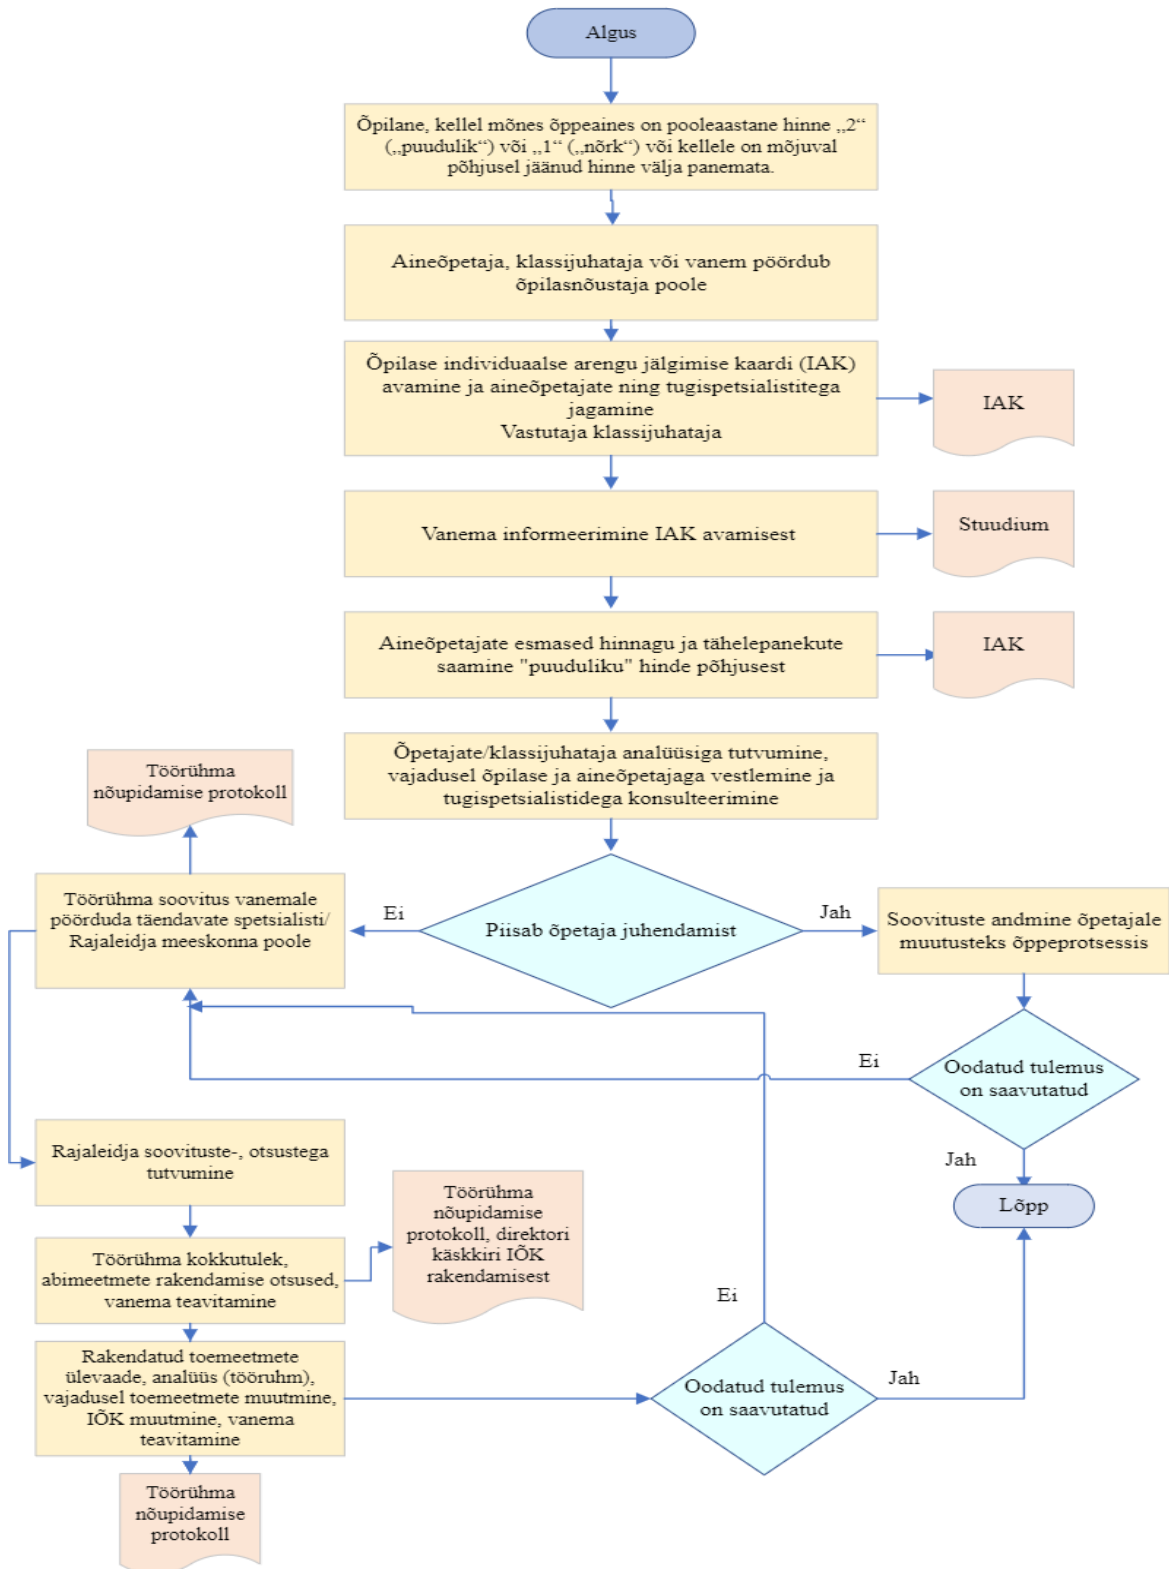 Algus
Õpilane, kellel mõnes õppeaines on pooleaastane hinne „2“
(„puudulik“) või „1“ („nõrk“) või kellele on mõjuval
põhjusel jäänud hinne välja panemata.
Aineõpetaja, klassijuhataja või vanem pöördub
õpilasnõustaja poole
Õpilase individuaalse arengu jälgimise kaardi (IAK)
avamine ja aineõpetajate ning tugispetsialistitega
jagamine
Vastutaja klassijuhataja
IAK
Vanema informeerimine IAK avamisest
Stuudium
Aineõpetajate esmased hinnagu ja tähelepanekute
saamine "puuduliku" hinde põhjusest
IAK
Õpetajate/klassijuhataja analüüsiga tutvumine,
vajadusel õpilase ja aineõpetajaga vestlemine ja
tugispetsialistidega konsulteerimine
Töörühma
nõupidamise protokoll
Töörühma soovitus vanemale
pöörduda täendavate spetsialisti/
Rajaleidja meeskonna poole
Ei
Piisab õpetaja juhendamist
Jah
Soovituste andmine õpetajale
muutusteks õppeprotsessis
Ei
Oodatud tulemus
on saavutatud
Jah
Lõpp
Rajaleidja soovituste-, otsustega
tutvumine
Töörühma
nõupidamise
protokoll, direktori
käskkiri IÕK
rakendamisest
Töörühma kokkutulek,
abimeetmete rakendamise otsused,
vanema teavitamine
Ei
Rakendatud toemeetmete
ülevaade, analüüs (tööruhm),
vajadusel toemeetmete muutmine,
IÕK muutmine, vanema
teavitamine
Oodatud tulemus
on saavutatud
Jah
Töörühma
nõupidamise
protokoll